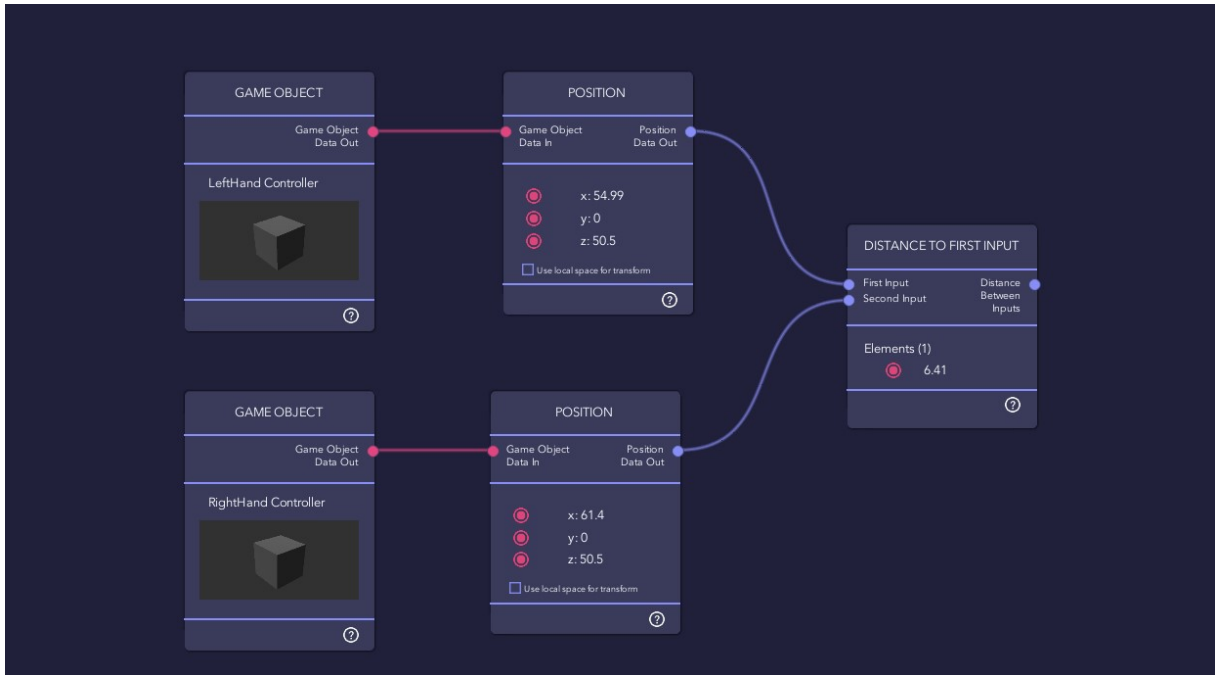 GAME OBJECT
Game Object
Data Out
LeftHand Controller
?
POSITION
Game Object
Data In
Position
Data Out
x: 54.99
y: 0
z: 50.5
Use local space for transform
?
DISTANCE TO FIRST INPUT
First Input
Second Input
Distance
Between
Inputs
Elements (1)
6.41
?
GAME OBJECT
Game Object
Data Out
RightHand Controller
?
POSITION
Game Object
Data In
Position
Data Out
x: 61.4
y: 0
z: 50.5
Use local space for transform
?